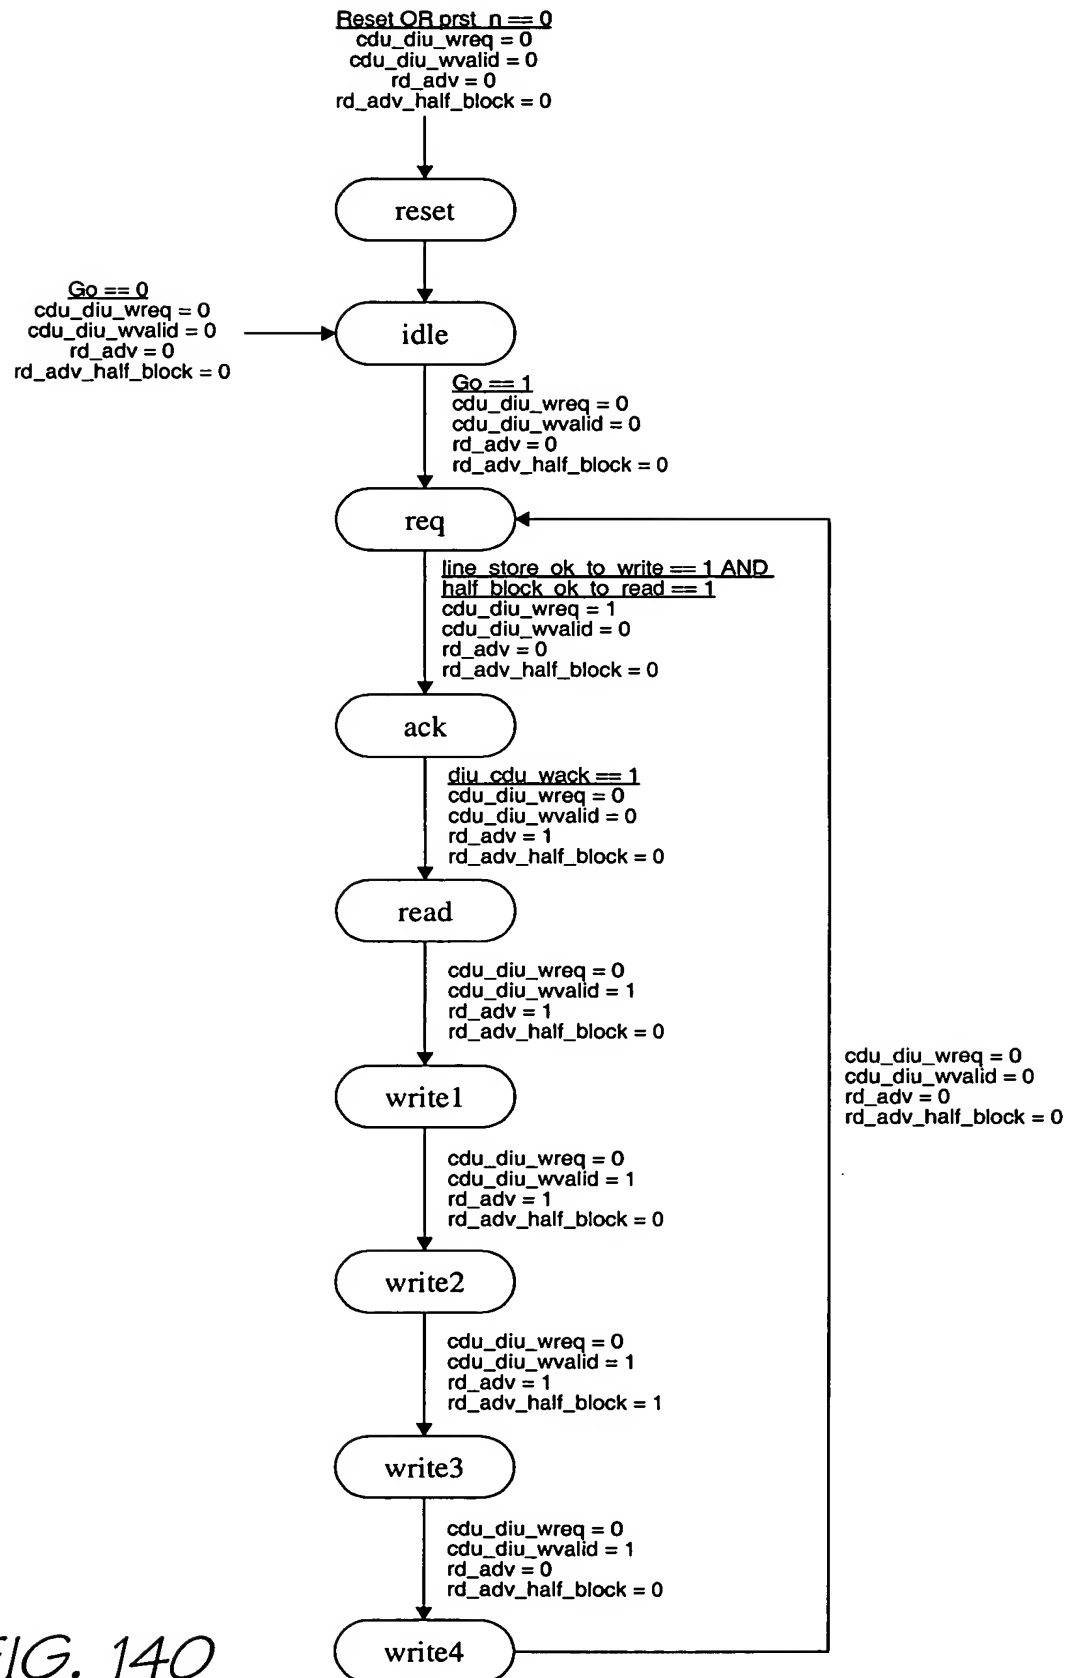 Reset OR prst_n == 0
cdu_diu_wreq = 0
cdu_diu_wvalid = 0
rd_adv = 0
rd_adv_half_block = 0
reset
Go == 0
cdu_diu_wreq = 0
cdu_diu_wvalid = 0
rd_adv = 0
rd_adv_half_block = 0
idle
Go == 1
cdu_diu_wreq = 0
cdu_diu_wvalid = 0
rd_adv = 0
rd_adv_half_block = 0
req
line_store_ok_to_write == 1 AND
half_block_ok_to_read == 1
cdu_diu_wreq = 1
cdu_diu_wvalid = 0
rd_adv = 0
rd_adv_half_block = 0
ack
diu_cdu_wack == 1
cdu_diu_wreq = 0
cdu_diu_wvalid = 0
rd_adv = 1
rd_adv_half_block = 0
read
cdu_diu_wreq = 0
cdu_diu_wvalid = 1
rd_adv = 1
rd_adv_half_block = 0
cdu_diu_wreq = 0
cdu_diu_wvalid = 0
rd_adv = 0
rd_adv_half_block = 0
write1
cdu_diu_wreq = 0
cdu_diu_wvalid = 1
rd_adv = 1
rd_adv_half_block = 0
write2
cdu_diu_wreq = 0
cdu_diu_wvalid = 1
rd_adv = 1
rd_adv_half_block = 1
write3
cdu_diu_wreq = 0
cdu_diu_wvalid = 1
rd_adv = 0
rd_adv_half_block = 0
write4
FIG. 140